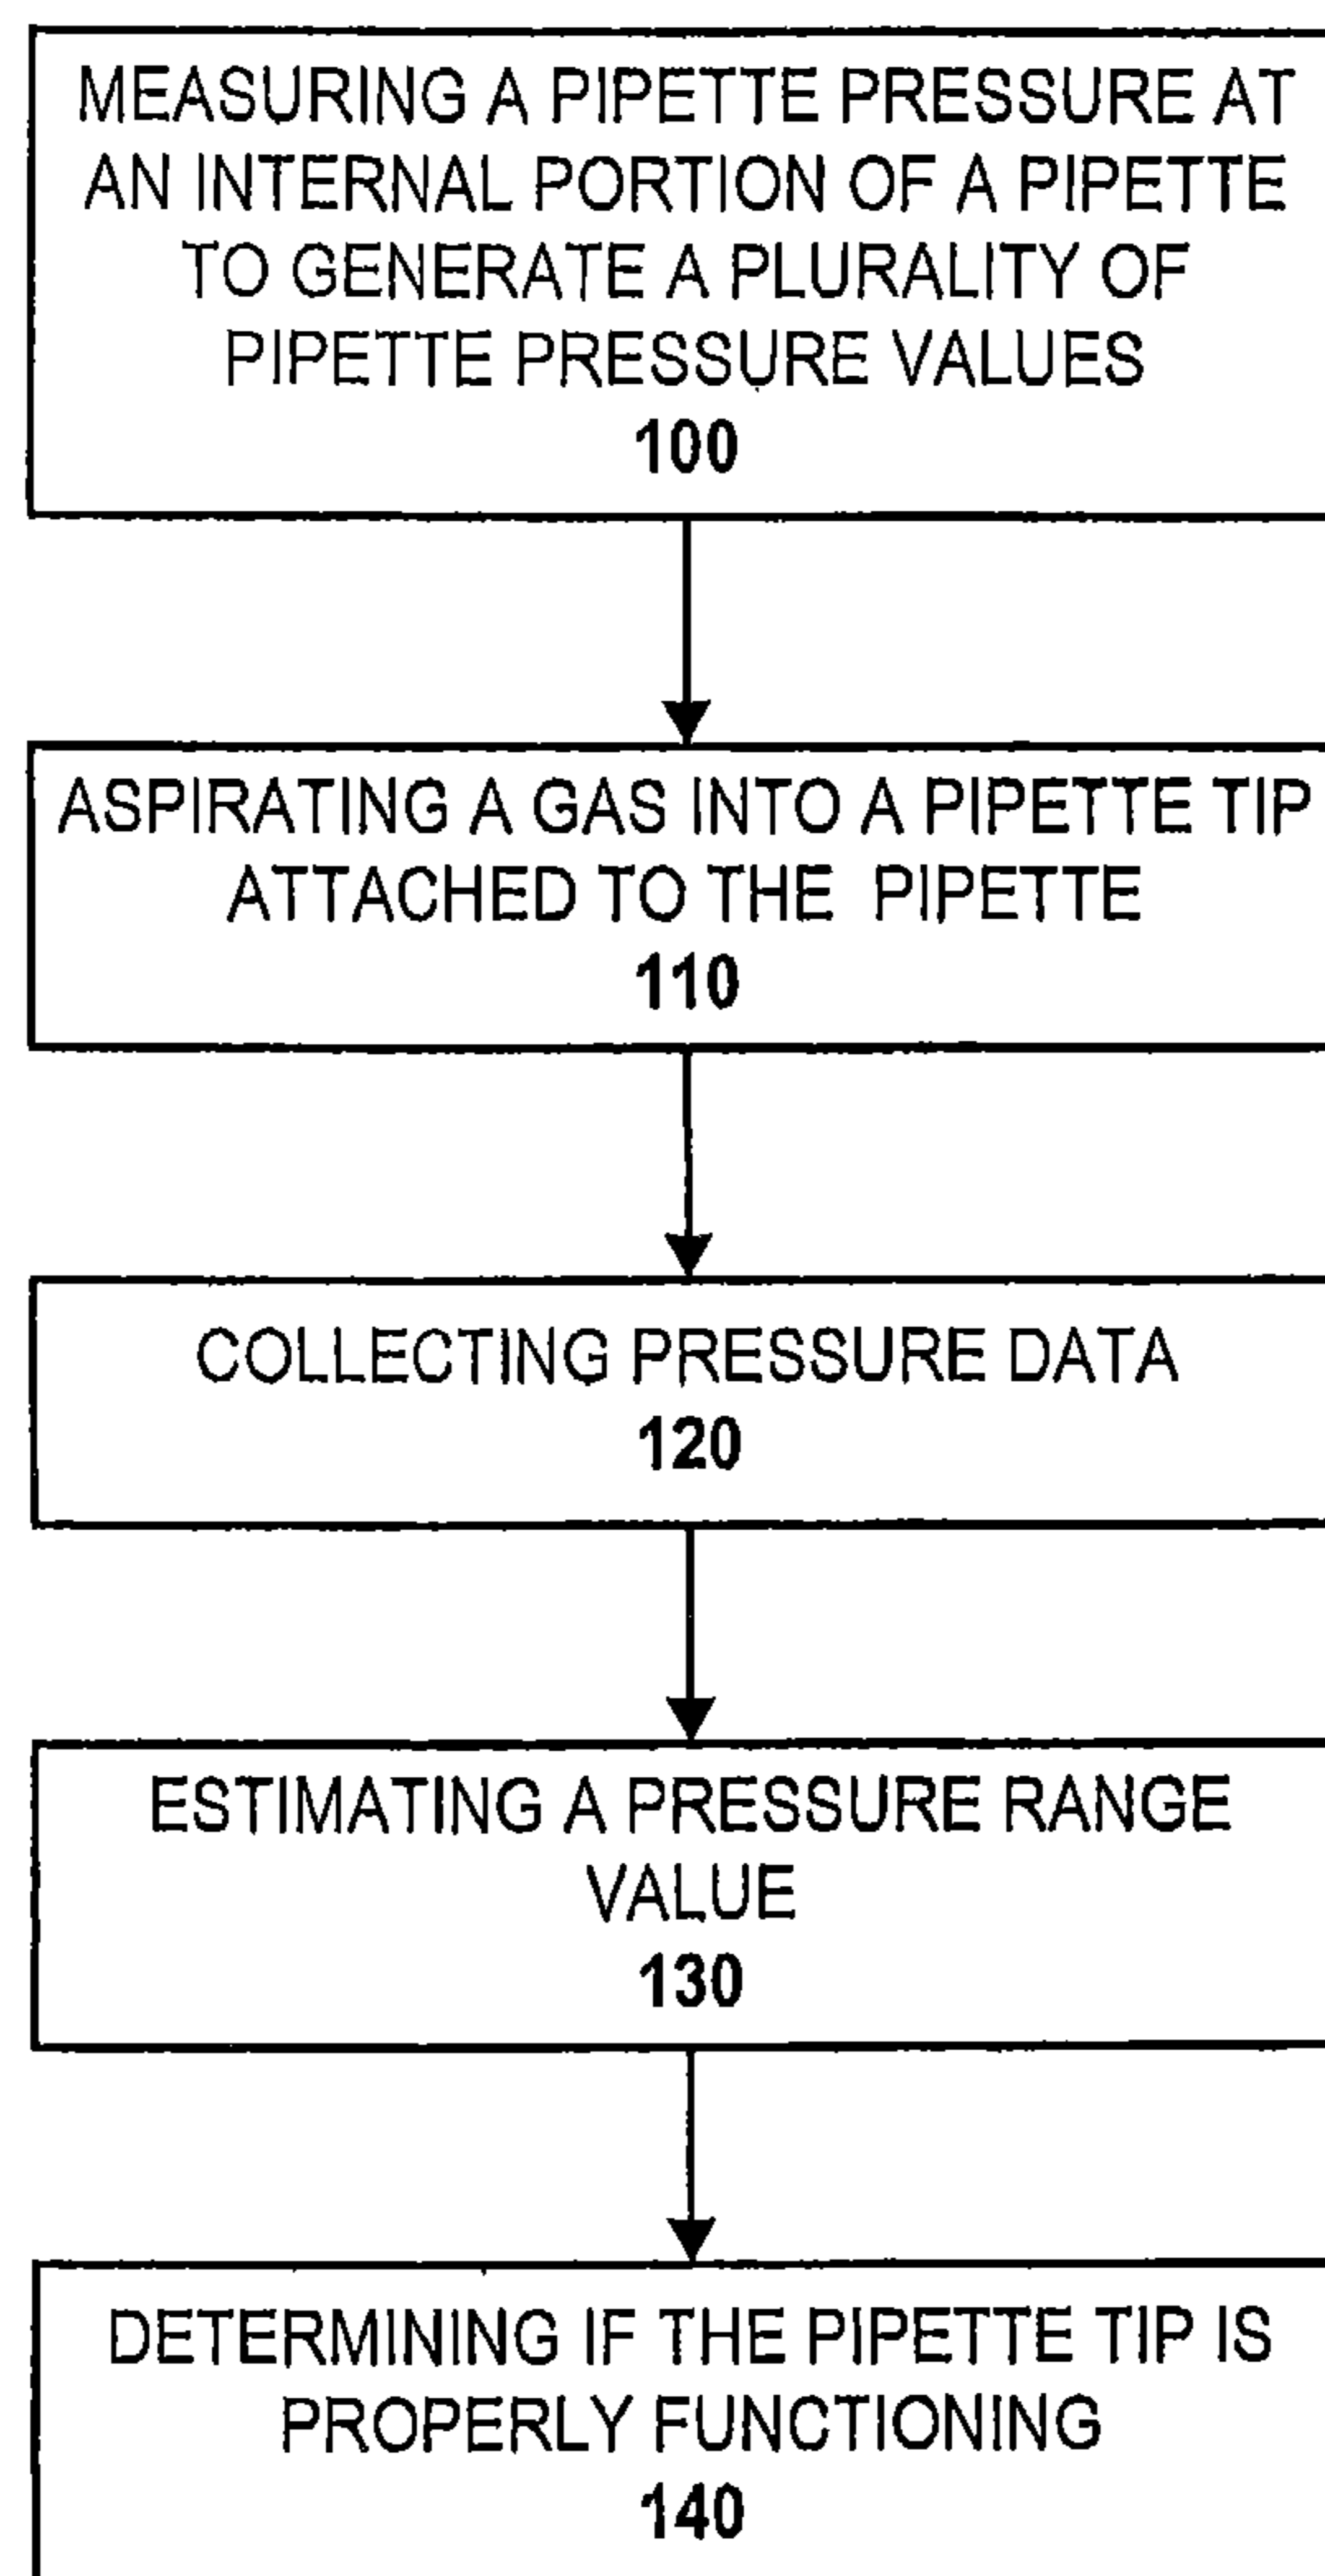 MEASURING A PIPETTE PRESSURE AT
AN INTERNAL PORTION OF A PIPETTE
TO GENERATE A PLURALITY OF
PIPETTE PRESSURE VALUES
100
ASPIRATING A GAS INTO A PIPETTE TIP
ATTACHED TO THE PIPETTE
110
COLLECTING PRESSURE DATA
120
ESTIMATING A PRESSURE RANGE
VALUE
130
DETERMINING IF THE PIPETTE TIP IS
PROPERLY FUNCTIONING
140